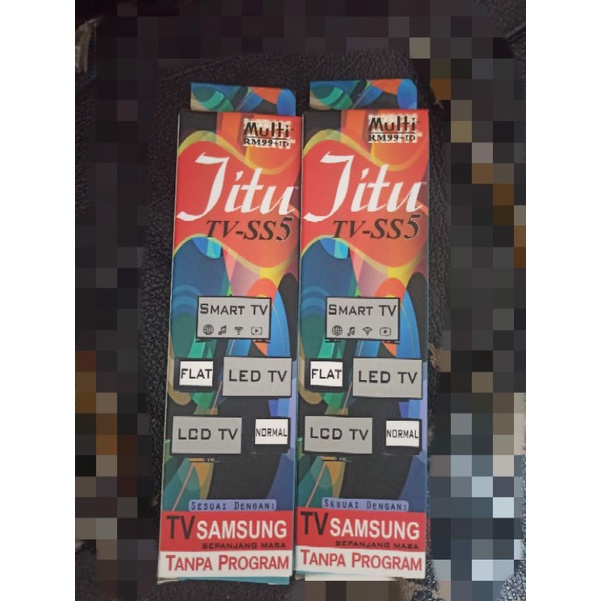 Multi
RM99+ID
Jitu
TV-SS5
SMART TV
FLAT
LED TV
LCD TV
NORMAL
SESUAI DENGAN:
TV SAMSUNG
SEPANJANG MASA
TANPA PROGRAM
Multi
RM99+ID
Jitu
TV-SS5
SMART TV
FLAT
LED TV
LCD TV
NORMAL
SESUAI DENGAN:
TV SAMSUNG
SEPANJANG MASA
TANPA PROGRAM